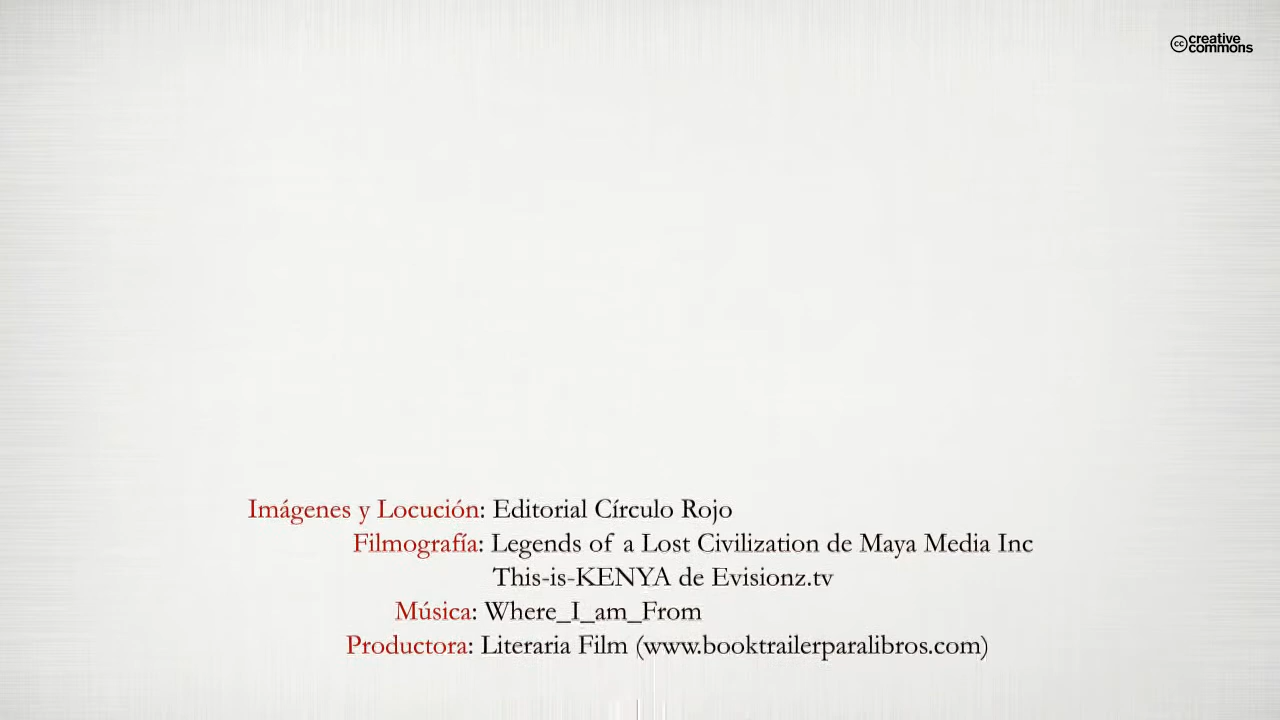 creative
commons
Imágenes y Locución: Editorial Círculo Rojo
Filmografía: Legends of a Lost Civilization de Maya Media Inc
This-is-KENYA de Evisionz.tv
Música: Where_I_am_From
Productora: Literaria Film (www.booktrailerparalibros.com)